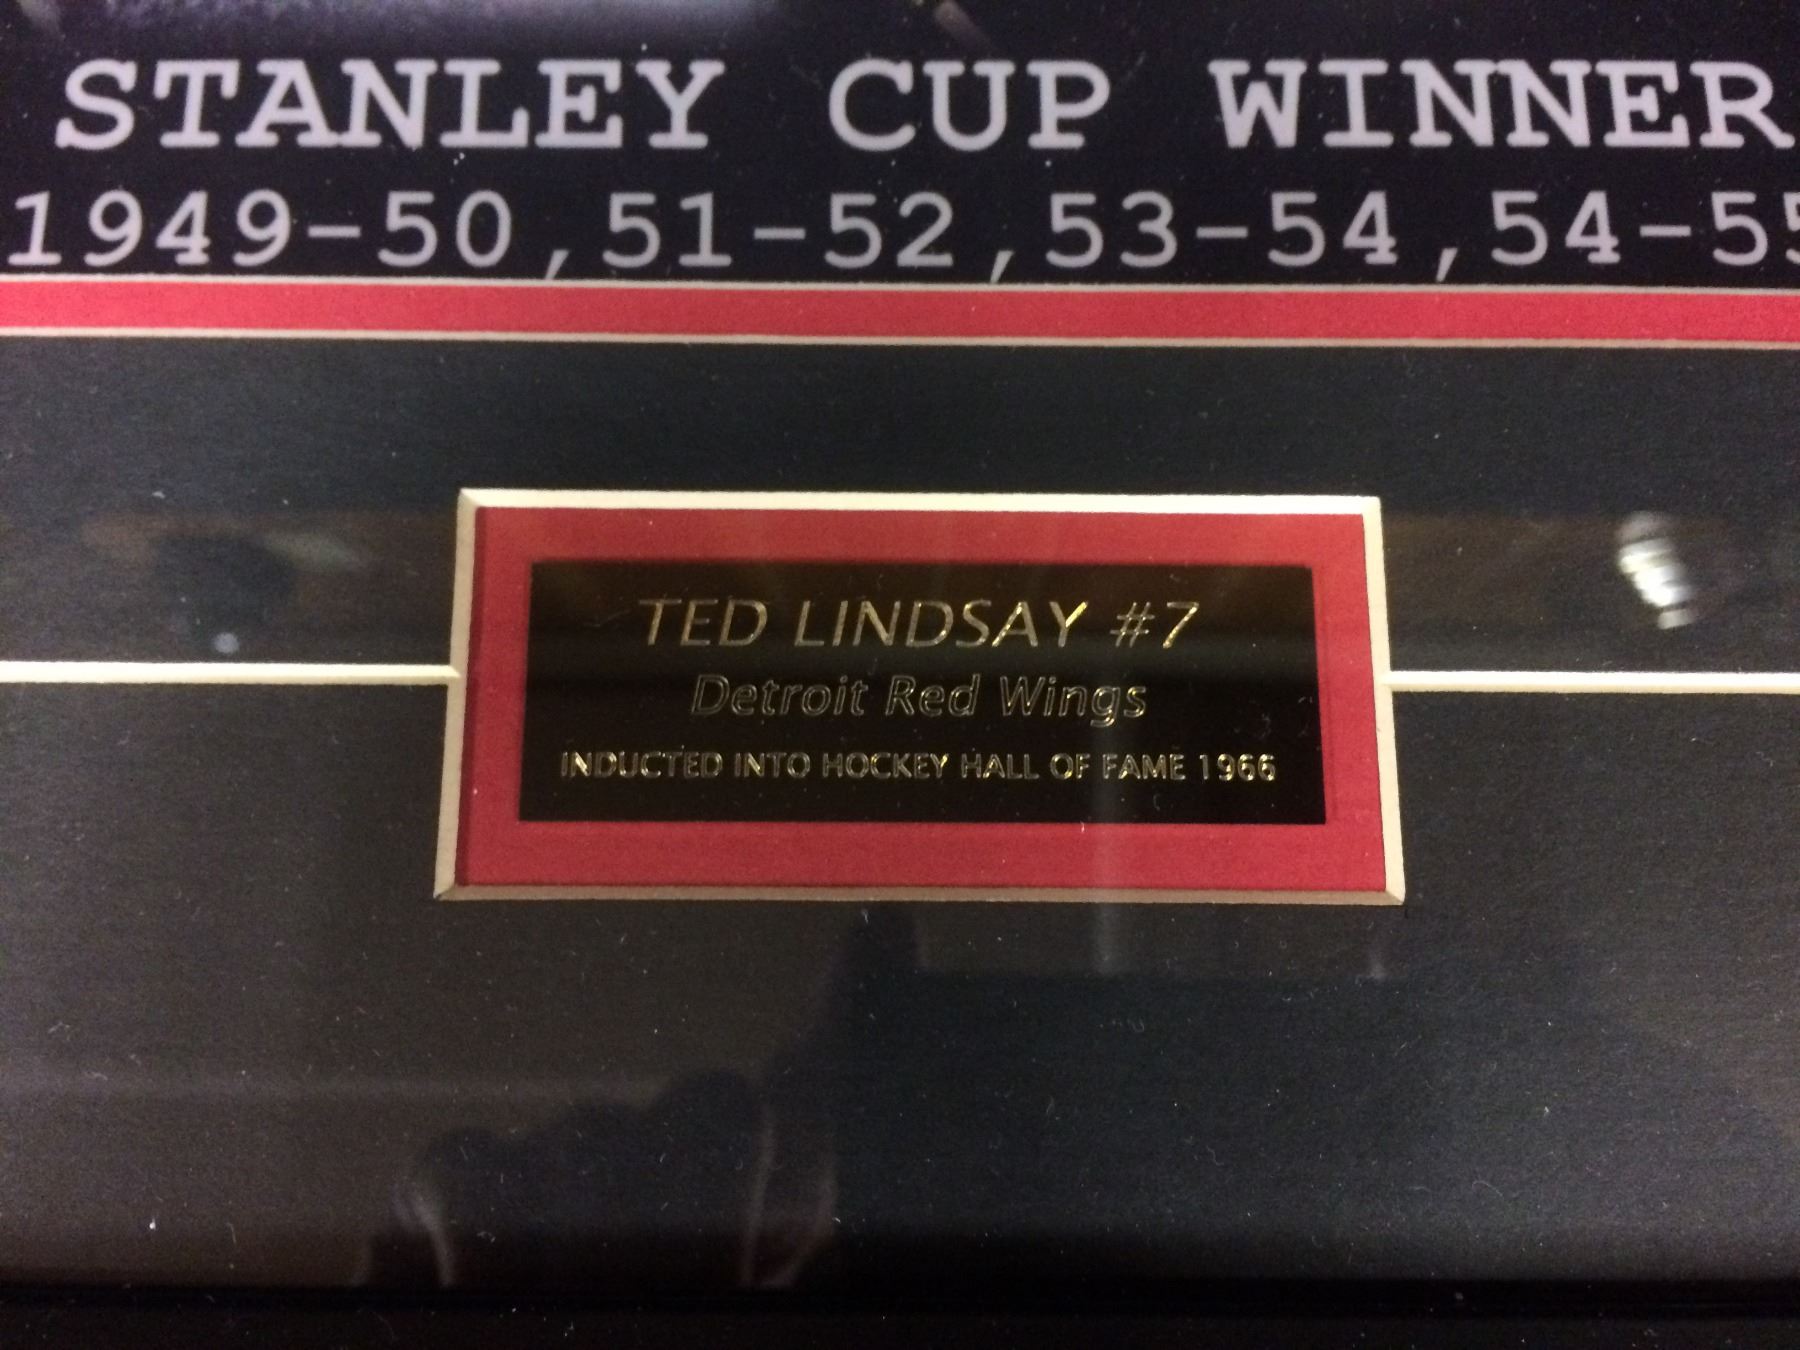 STANLEY CUP WINNER
1949-50,51-52,53-54,54-55
TED LINDSAY #7
Detroit Red Wings
INDUCTED INTO HOCKEY HALL OF FAME 1966